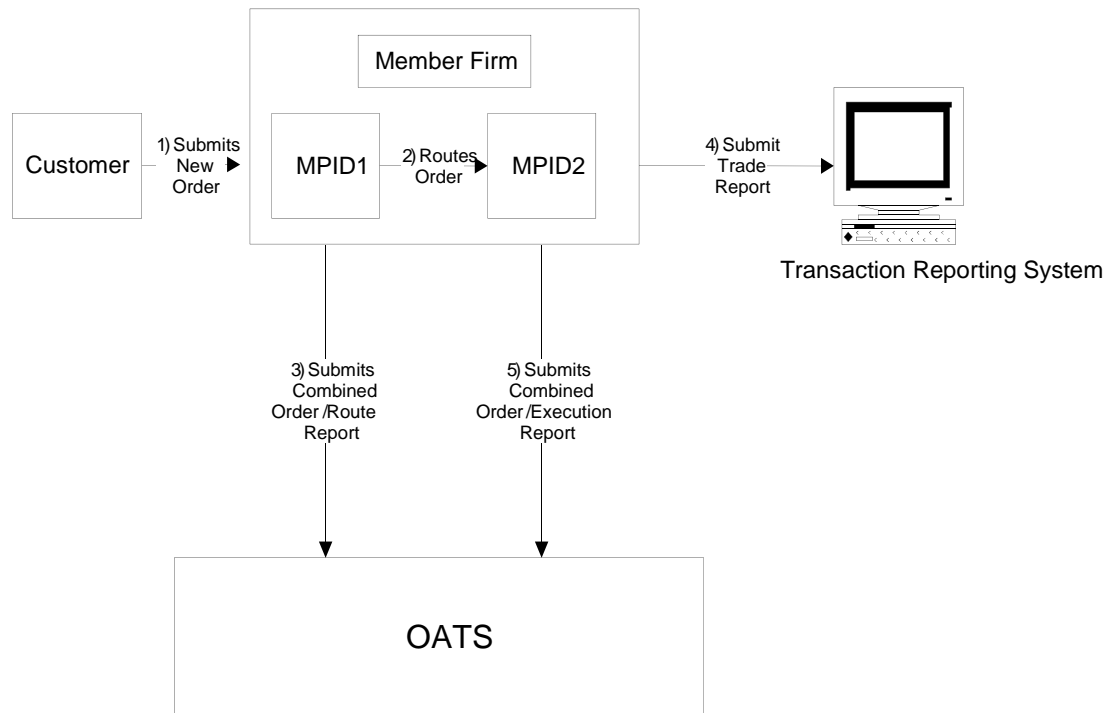 Member Firm
Customer
1) Submits
New
Order
MPID1
2) Routes
Order
MPID2
4) Submit
Trade
Report
Transaction Reporting System
3) Submits
Combined
Order /Route
Report
5) Submits
Combined
Order /Execution
Report
OATS